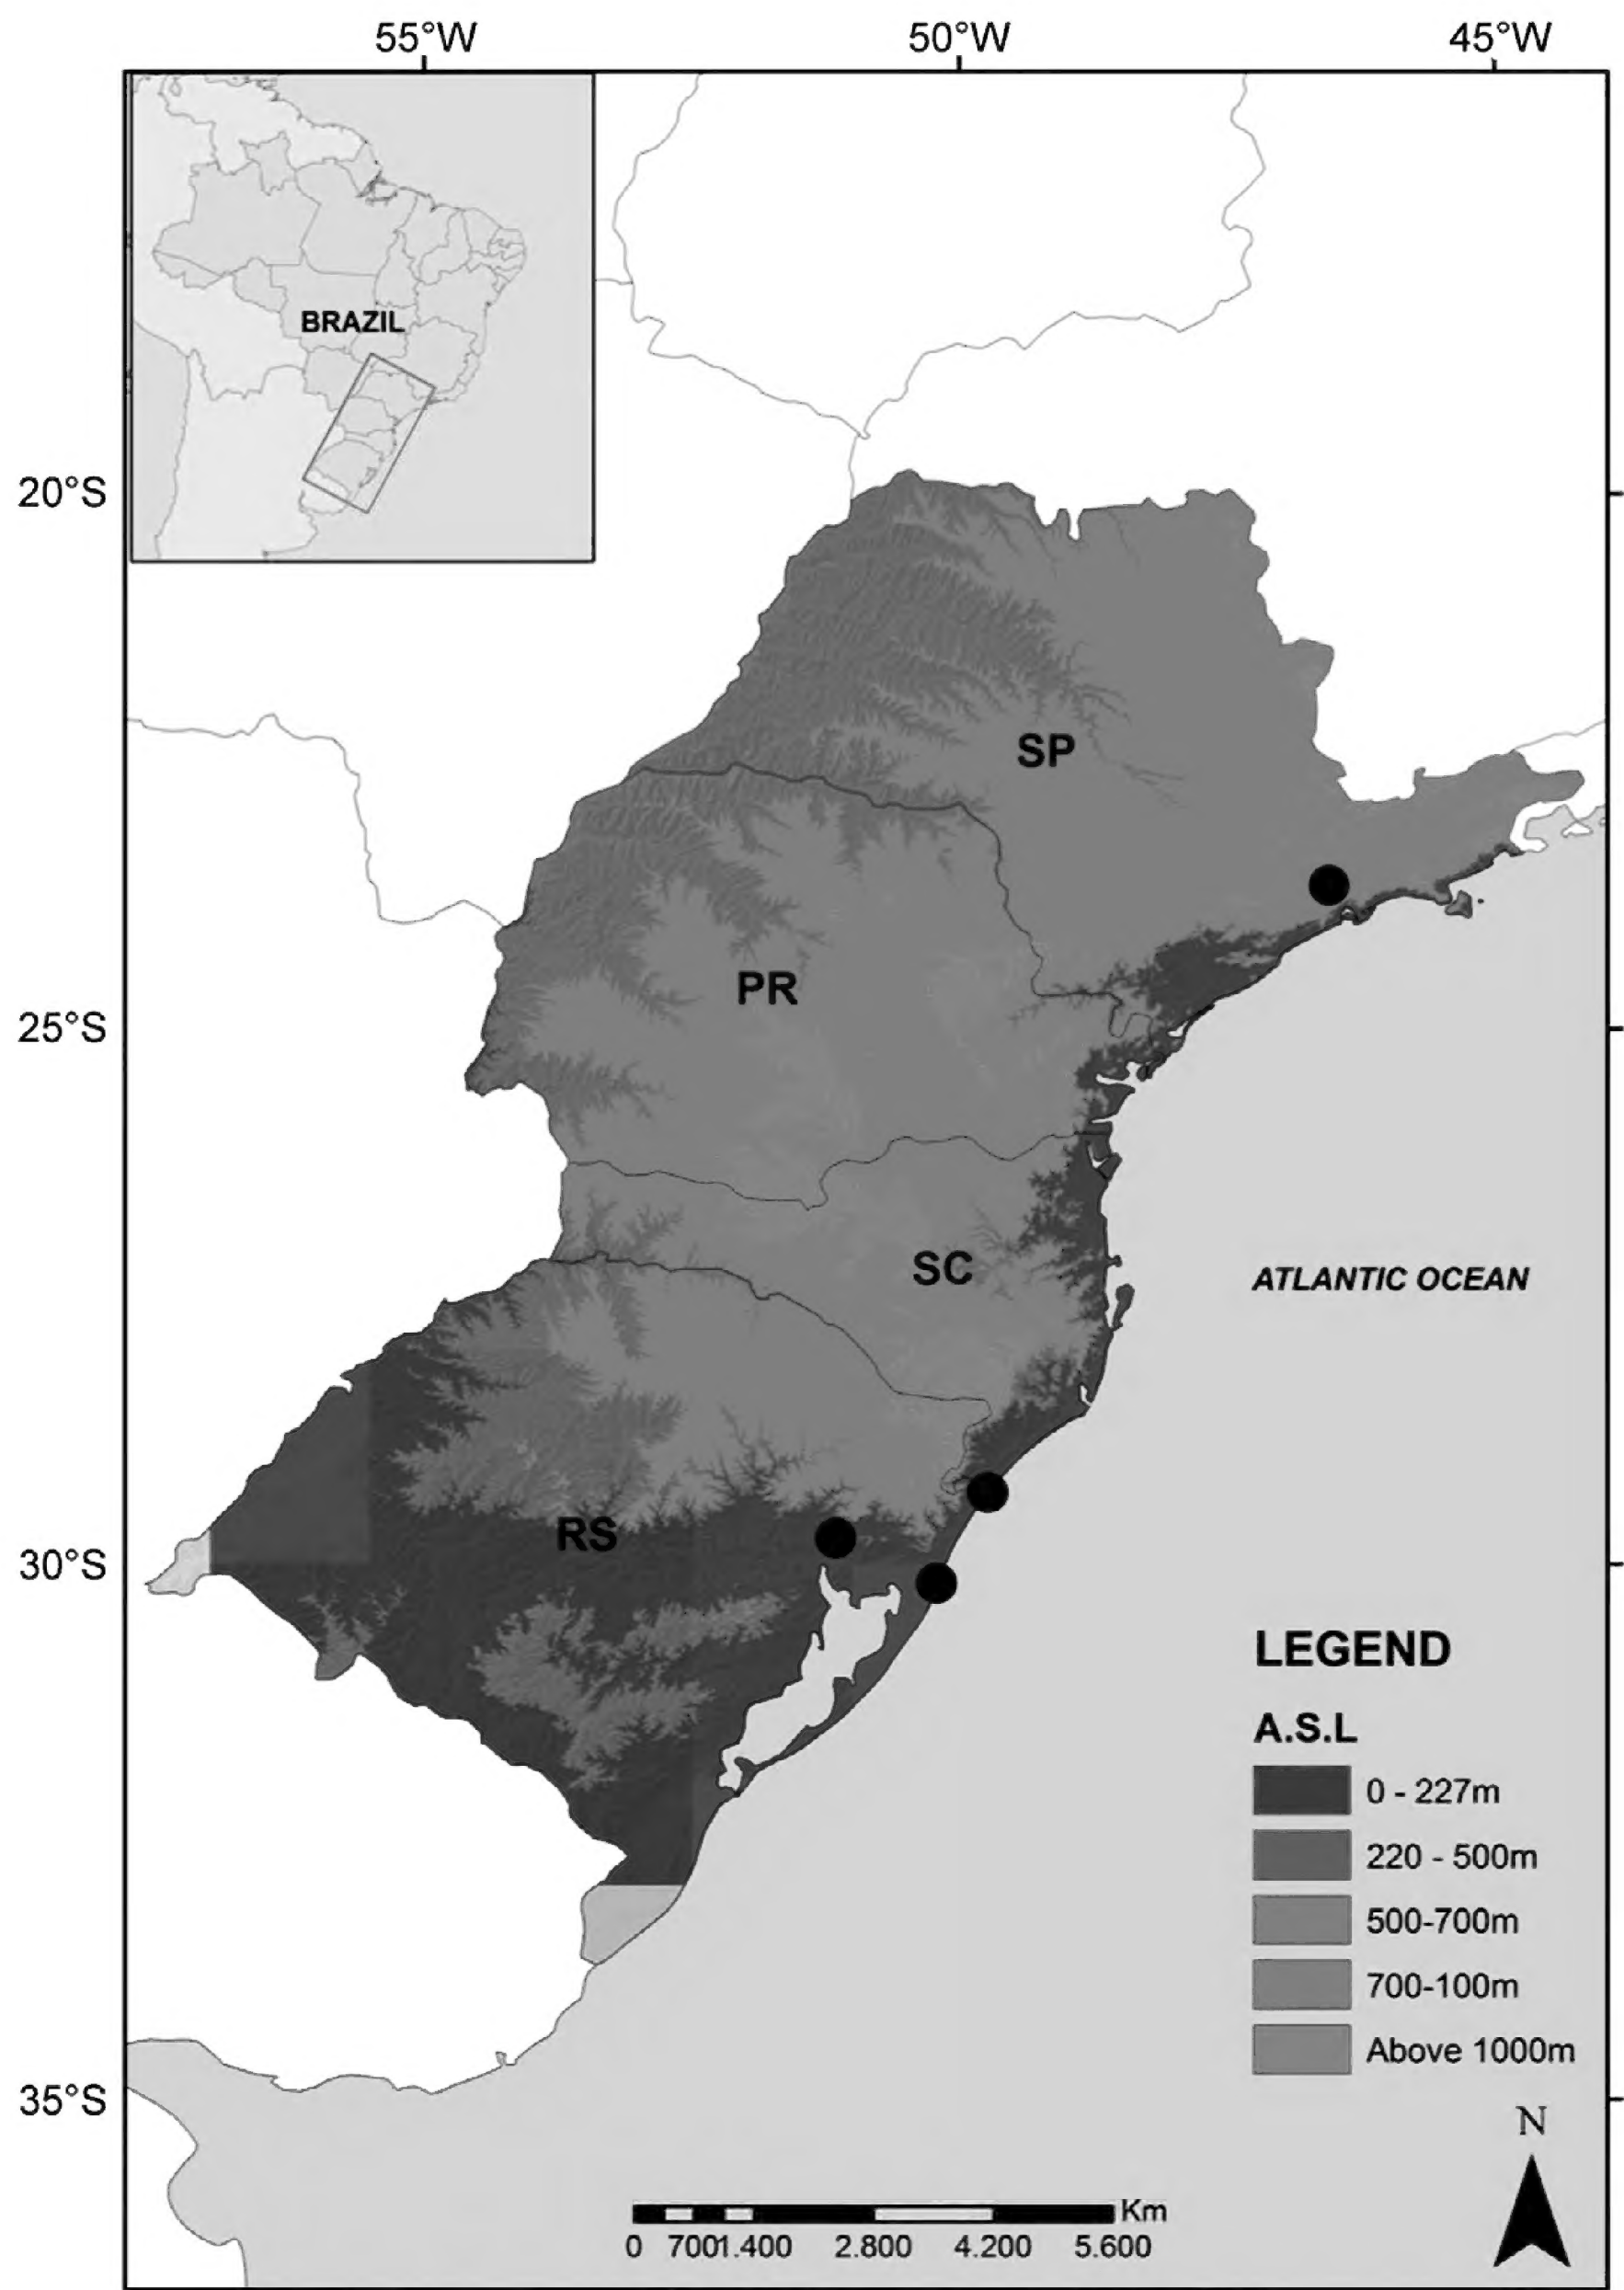 55°W 50°W 45°W
BRAZIL
20°S
SP
PR
25°S
SC
ATLANTIC OCEAN
RS
30°S
LEGEND
A.S.L
0 - 227m
220 - 500m
500-700m
700-100m
Above 1000m
35°S
N
Km
0 7001.400 2.800 4.200 5.600